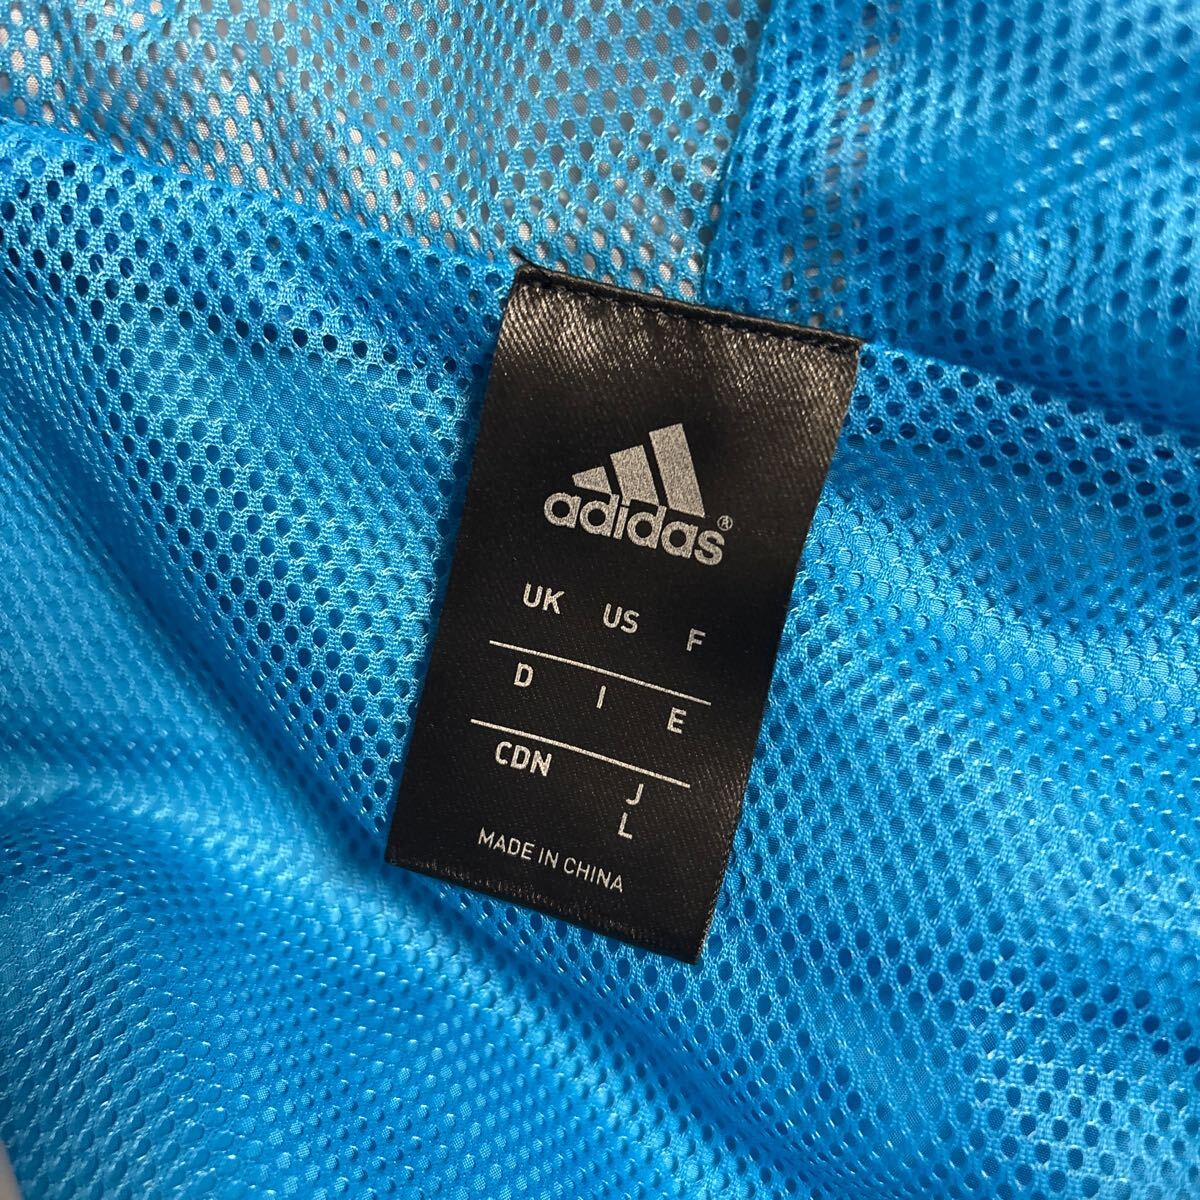 adidas®
UK US F
D I E
CDN J
L
MADE IN CHINA